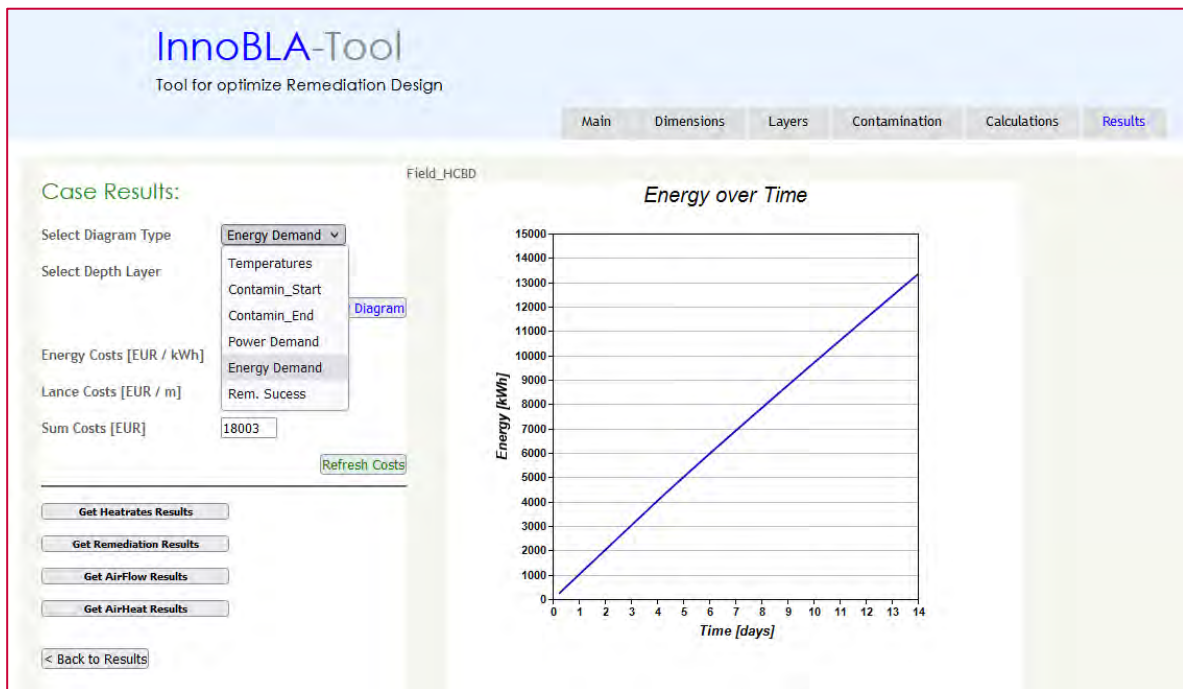 InnoBLA-Tool
Tool for optimize Remediation Design
Main Dimensions Layers Contamination Calculations Results
Field_HCBD
Case Results:
Select Diagram Type
Energy Demand
Temperatures
Contamin_Start
Contamin_End
Power Demand
Energy Demand
Rem. Sucess
Select Depth Layer
Diagram
Energy Costs [EUR / kWh]
Lance Costs [EUR / m]
Sum Costs [EUR] 18003
Refresh Costs
Get Heatrates Results
Get Remediation Results
Get AirFlow Results
Get AirHeat Results
< Back to Results
Energy over Time
Energy [kWh]
15000
14000
13000
12000
11000
10000
9000
8000
7000
6000
5000
4000
3000
2000
1000
0
0 1 2 3 4 5 6 7 8 9 10 11 12 13 14
Time [days]